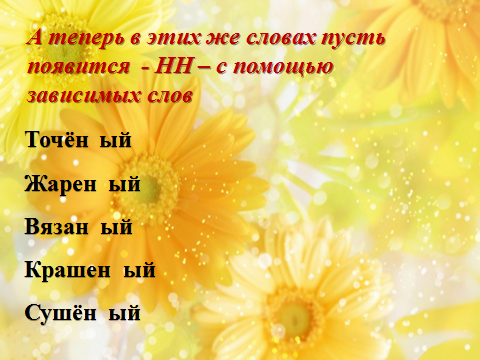 А теперь в этих же словах пусть
появится - НН – с помощью
зависимых слов
Точён ый
Жарен ый
Вязан ый
Крашен ый
Сушён ый